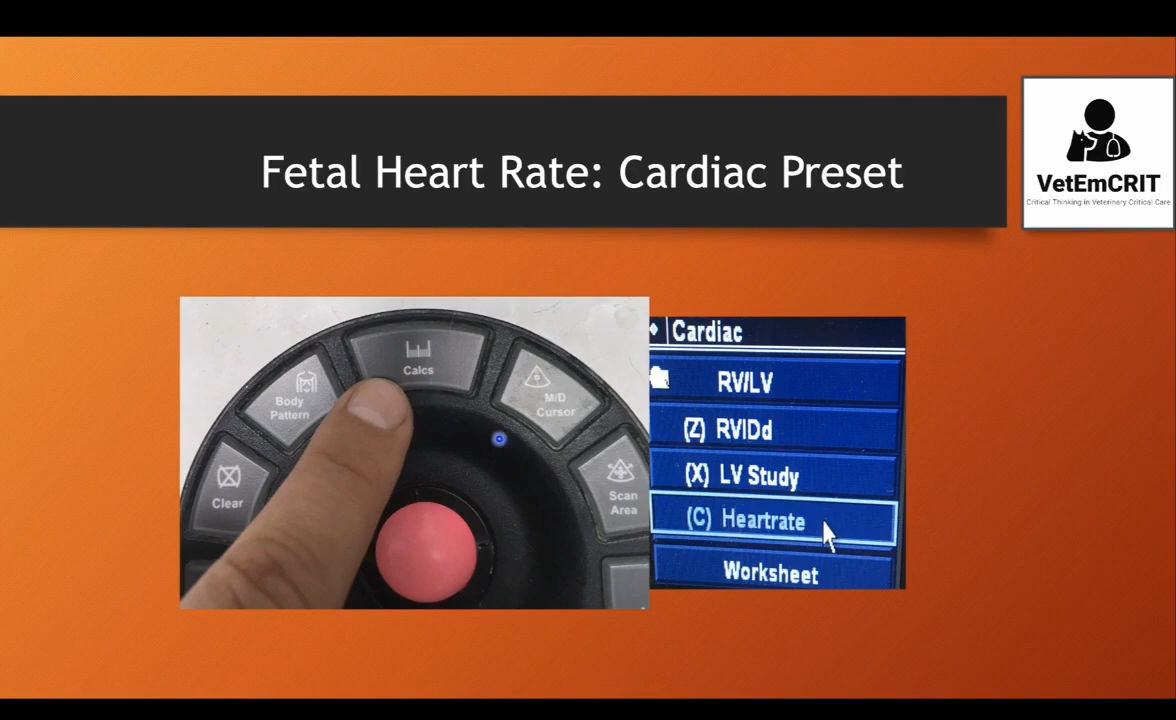 Fetal Heart Rate: Cardiac Preset
VetEmCRIT
Critical Thinking in Veterinary Critical Care
Calcs
Body
Pattern
M/D
Cursor
Clear
Scan
Area
Cardiac
RV/LV
(Z) RVIDd
(X) LV Study
(C) Heartrate
Worksheet